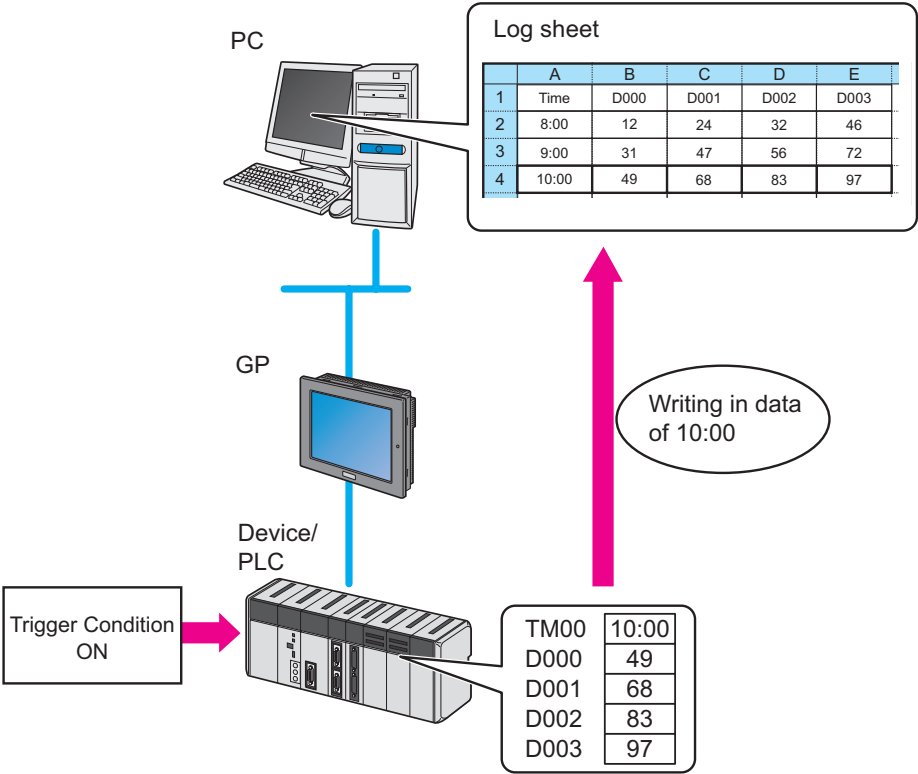 PC
Log sheet
A B C D E
1 Time D000 D001 D002 D003
2 8:00 12 24 32 46
3 9:00 31 47 56 72
4 10:00 49 68 83 97
GP
Writing in data
of 10:00
Device/
PLC
Trigger Condition
ON
TM00 10:00
D000 49
D001 68
D002 83
D003 97